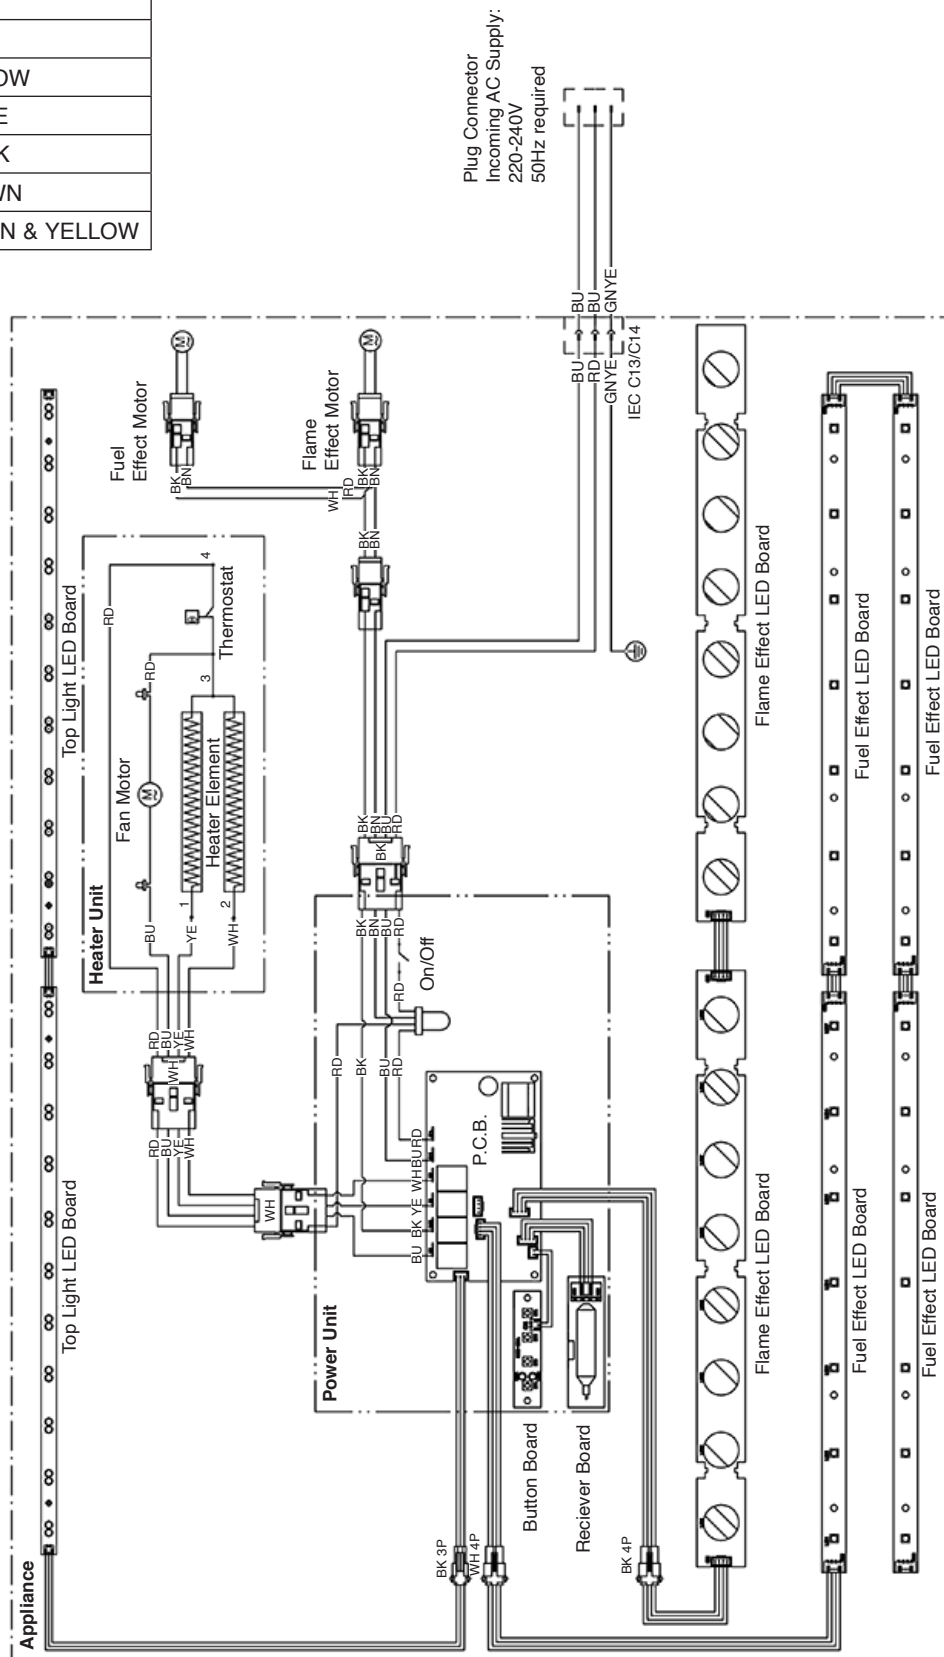 OW
E
K
WN
N & YELLOW
Plug Connector
Incoming AC Supply:
220-240V
50Hz required
BU
BU
GNYE
BU
RD
GNYE
IEC C13/C14
Fuel
Effect Motor
BK
BN
Flame
Effect Motor
WH
RD
BK
BN
BK
BN
M
M
Top Light LED Board
Heater Unit
RD
4
Thermostat
3
RD
Fan Motor
M
Heater Element
BU
YE
1
WH
2
RD
BU
YE
WH
WH
RD
BU
YE
WH
WH
BK
BN
BU
RD
BK
BK
BN
BU
RD
On/Off
RD
RD
BK
BU
RD
P.C.B.
BU
BK
YE
WH
BU
RD
Power Unit
Top Light LED Board
Button Board
Reciever Board
BK 3P
WH 4P
BK 4P
Flame Effect LED Board
Flame Effect LED Board
Fuel Effect LED Board
Fuel Effect LED Board
Fuel Effect LED Board
Fuel Effect LED Board
Appliance